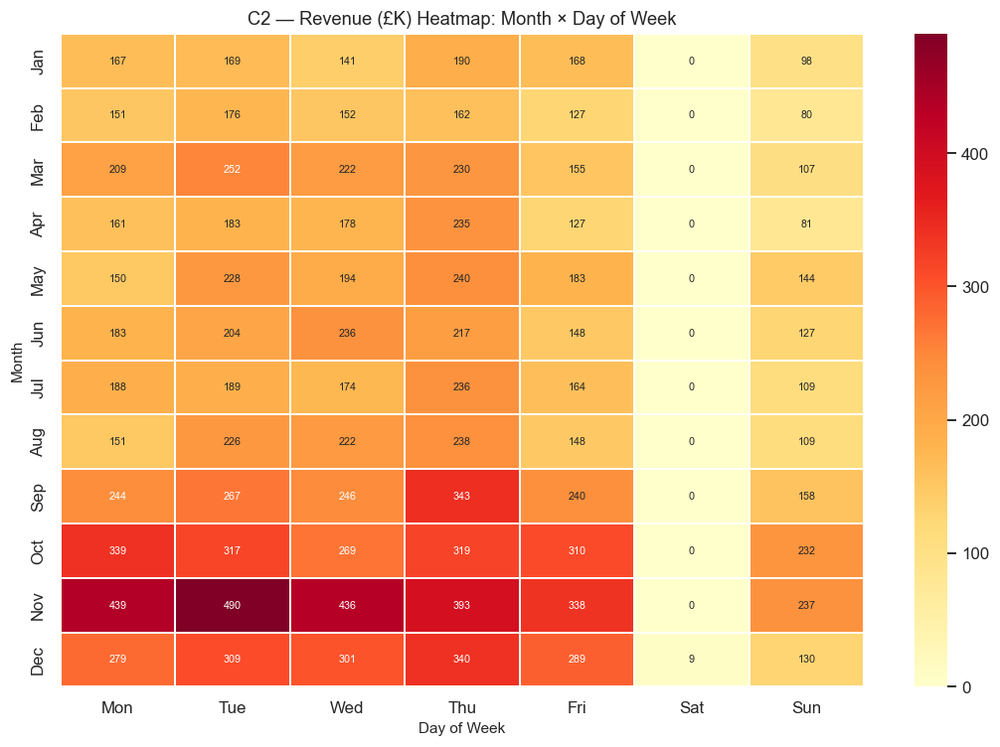 C2 — Revenue (£K) Heatmap: Month × Day of Week
Jan 167 169 141 190 168 0 98
Feb 151 176 152 162 127 0 80
Mar 209 252 222 230 155 0 107
Apr 161 183 178 235 127 0 81
May 150 228 194 240 183 0 144
Jun 183 204 236 217 148 0 127
Jul 188 189 174 236 164 0 109
Aug 151 226 222 238 148 0 109
Sep 244 267 246 343 240 0 158
Oct 339 317 269 319 310 0 232
Nov 439 490 436 393 338 0 237
Dec 279 309 301 340 289 9 130
Mon Tue Wed Thu Fri Sat Sun
Day of Week
Month
400
300
200
100
0